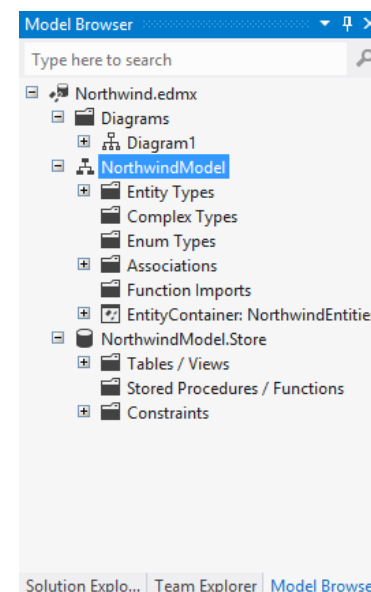 Model Browser
Type here to search
Northwind.edmx
Diagrams
Diagram1
NorthwindModel
Entity Types
Complex Types
Enum Types
Associations
Function Imports
EntityContainer: NorthwindEntitie
NorthwindModel.Store
Tables / Views
Stored Procedures / Functions
Constraints
Solution Explo... Team Explorer Model Browse